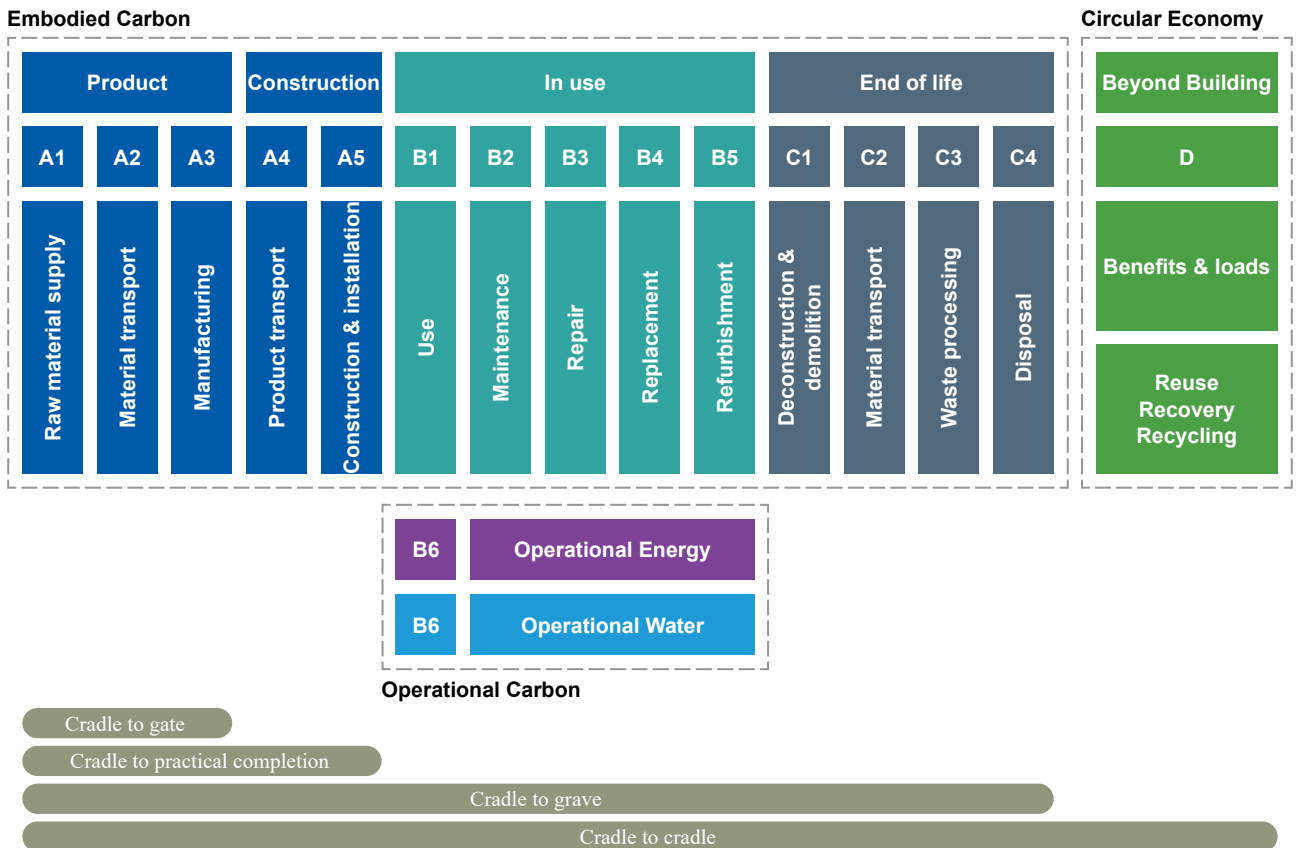 Embodied Carbon
Circular Economy
Product
Construction
In use
End of life
Beyond Building
A1
A2
A3
A4
A5
B1
B2
B3
B4
B5
C1
C2
C3
C4
D
Raw material supply
Material transport
Manufacturing
Product transport
Construction & installation
Use
Maintenance
Repair
Replacement
Refurbishment
Deconstruction &
demolition
Material transport
Waste processing
Disposal
Benefits & loads
Reuse
Recovery
Recycling
B6
Operational Energy
B6
Operational Water
Operational Carbon
Cradle to gate
Cradle to practical completion
Cradle to grave
Cradle to cradle